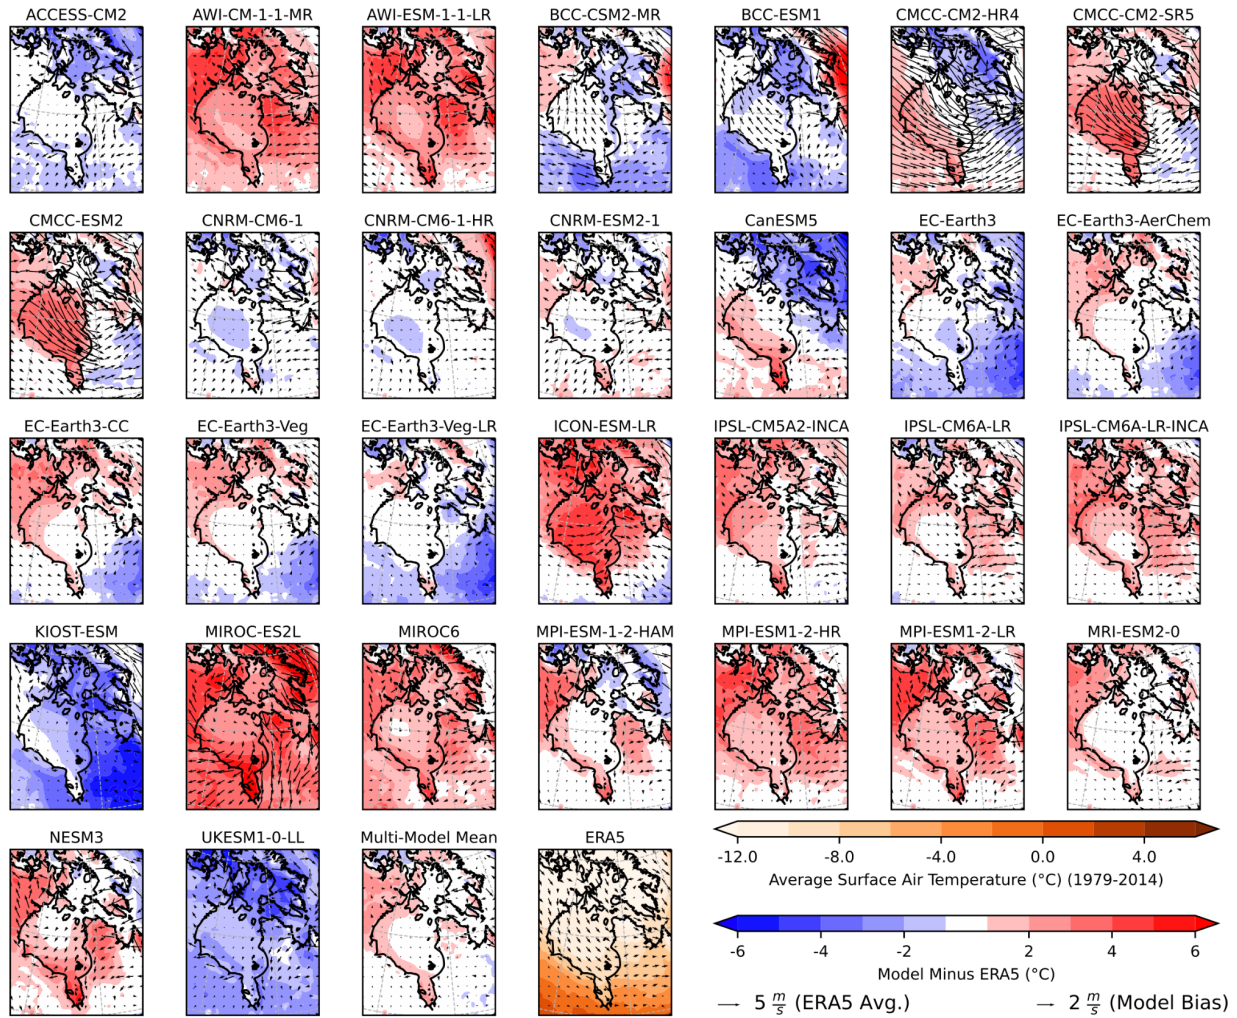 ACCESS-CM2 AWI-CM-1-1-MR AWI-ESM-1-1-LR BCC-CSM2-MR BCC-ESM1 CMCC-CM2-HR4 CMCC-CM2-SR5
CMCC-ESM2 CNRM-CM6-1 CNRM-CM6-1-HR CNRM-ESM2-1 CanESM5 EC-Earth3 EC-Earth3-AerChem
EC-Earth3-CC EC-Earth3-Veg EC-Earth3-Veg-LR ICON-ESM-LR IPSL-CM5A2-INCA IPSL-CM6A-LR IPSL-CM6A-LR-INCA
KIOST-ESM MIROC-ES2L MIROC6 MPI-ESM-1-2-HAM MPI-ESM1-2-HR MPI-ESM1-2-LR MRI-ESM2-0
NESM3 UKESM1-0-LL Multi-Model Mean ERA5
-12.0 -8.0 -4.0 0.0 4.0
Average Surface Air Temperature (°C) (1979-2014)
-6 -4 -2 2 4 6
Model Minus ERA5 (°C)
5 m/s (ERA5 Avg.) 2 m/s (Model Bias)